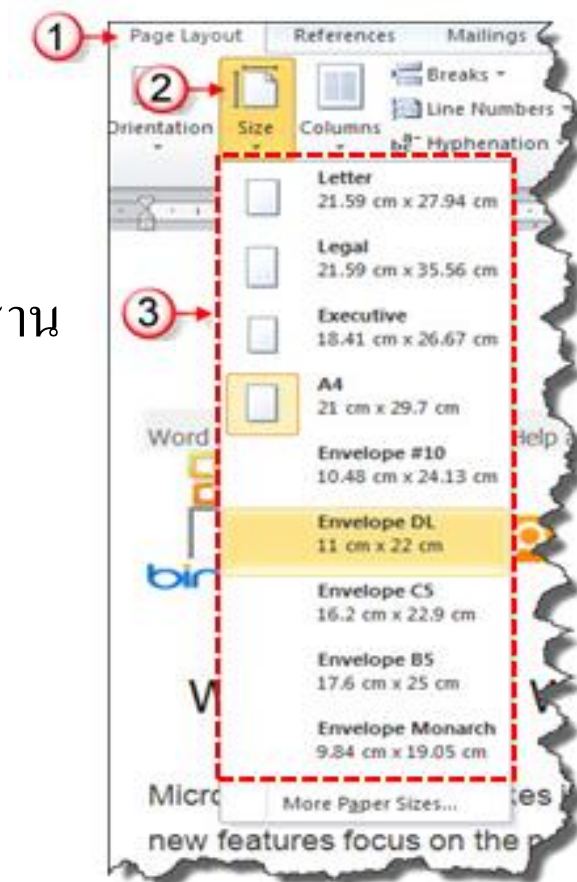 1
Page Layout References Mailings
2
Breaks
Line Numbers
Orientation Size Columns
Hyphenation
Letter
21.59 cm x 27.94 cm
Legal
21.59 cm x 35.56 cm
3
Executive
18.41 cm x 26.67 cm
A4
21 cm x 29.7 cm
Word Help
Envelope #10
10.48 cm x 24.13 cm
Envelope DL
11 cm x 22 cm
Envelope C5
16.2 cm x 22.9 cm
Envelope B5
17.6 cm x 25 cm
Envelope Monarch
9.84 cm x 19.05 cm
More Paper Sizes...
new features focus on the